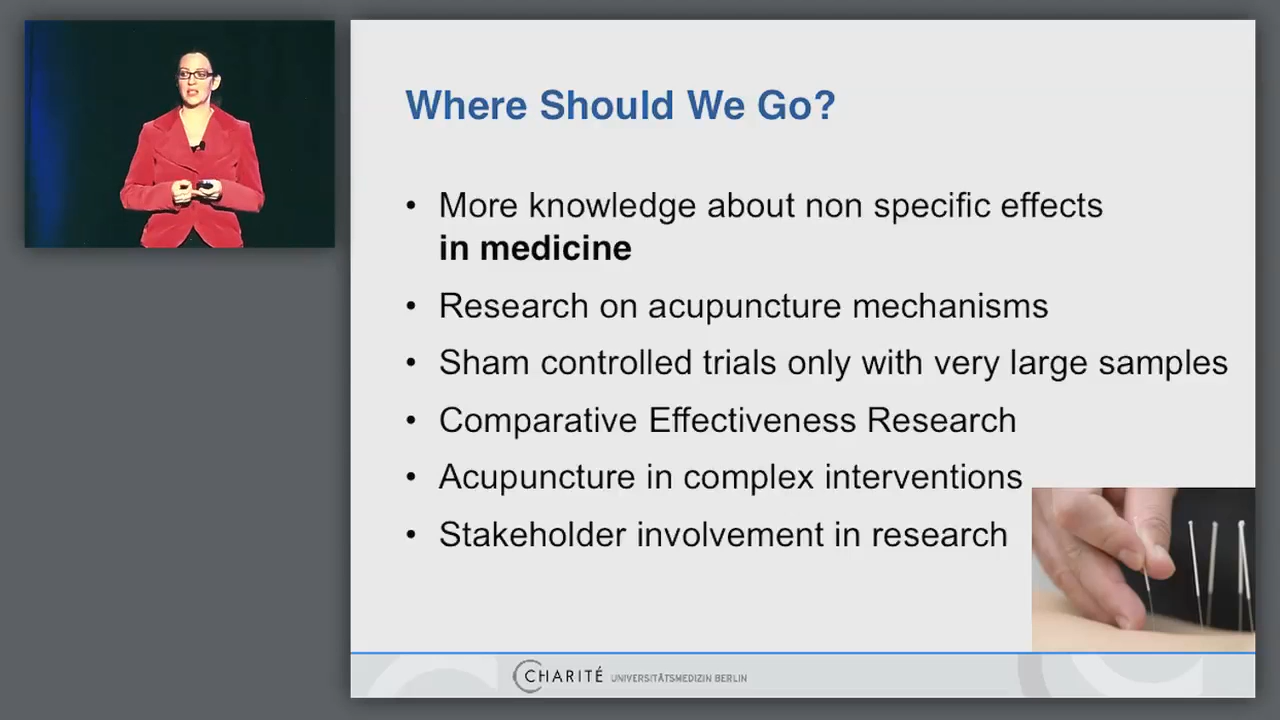 Where Should We Go?
• More knowledge about non specific effects
in medicine
• Research on acupuncture mechanisms
• Sham controlled trials only with very large samples
• Comparative Effectiveness Research
• Acupuncture in complex interventions
• Stakeholder involvement in research
CHARITÉ UNIVERSITÄTSMEDIZIN BERLIN